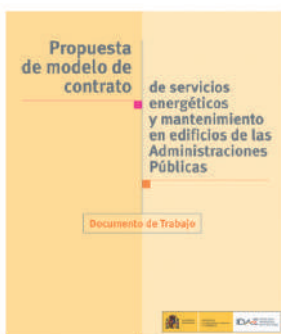 Propuesta
de modelo de
contrato
de servicios
energéticos
y mantenimiento
en edificios de las
Administraciones
Públicas
Documento de Trabajo
IDAE